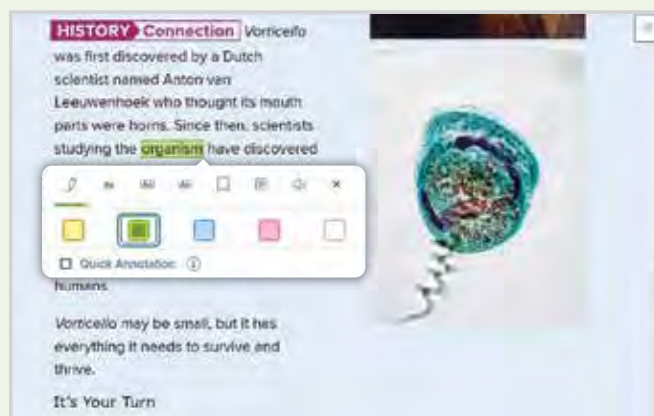 HISTORY Connection Vorticella
was first discovered by a Dutch
scientist named Anton van
Leeuwenhoek who thought its mouth
parts were horns. Since then, scientists
studying the organism have discovered
Quick Annotation
humans
Vorticella may be small, but it has
everything it needs to survive and
thrive.
It's Your Turn